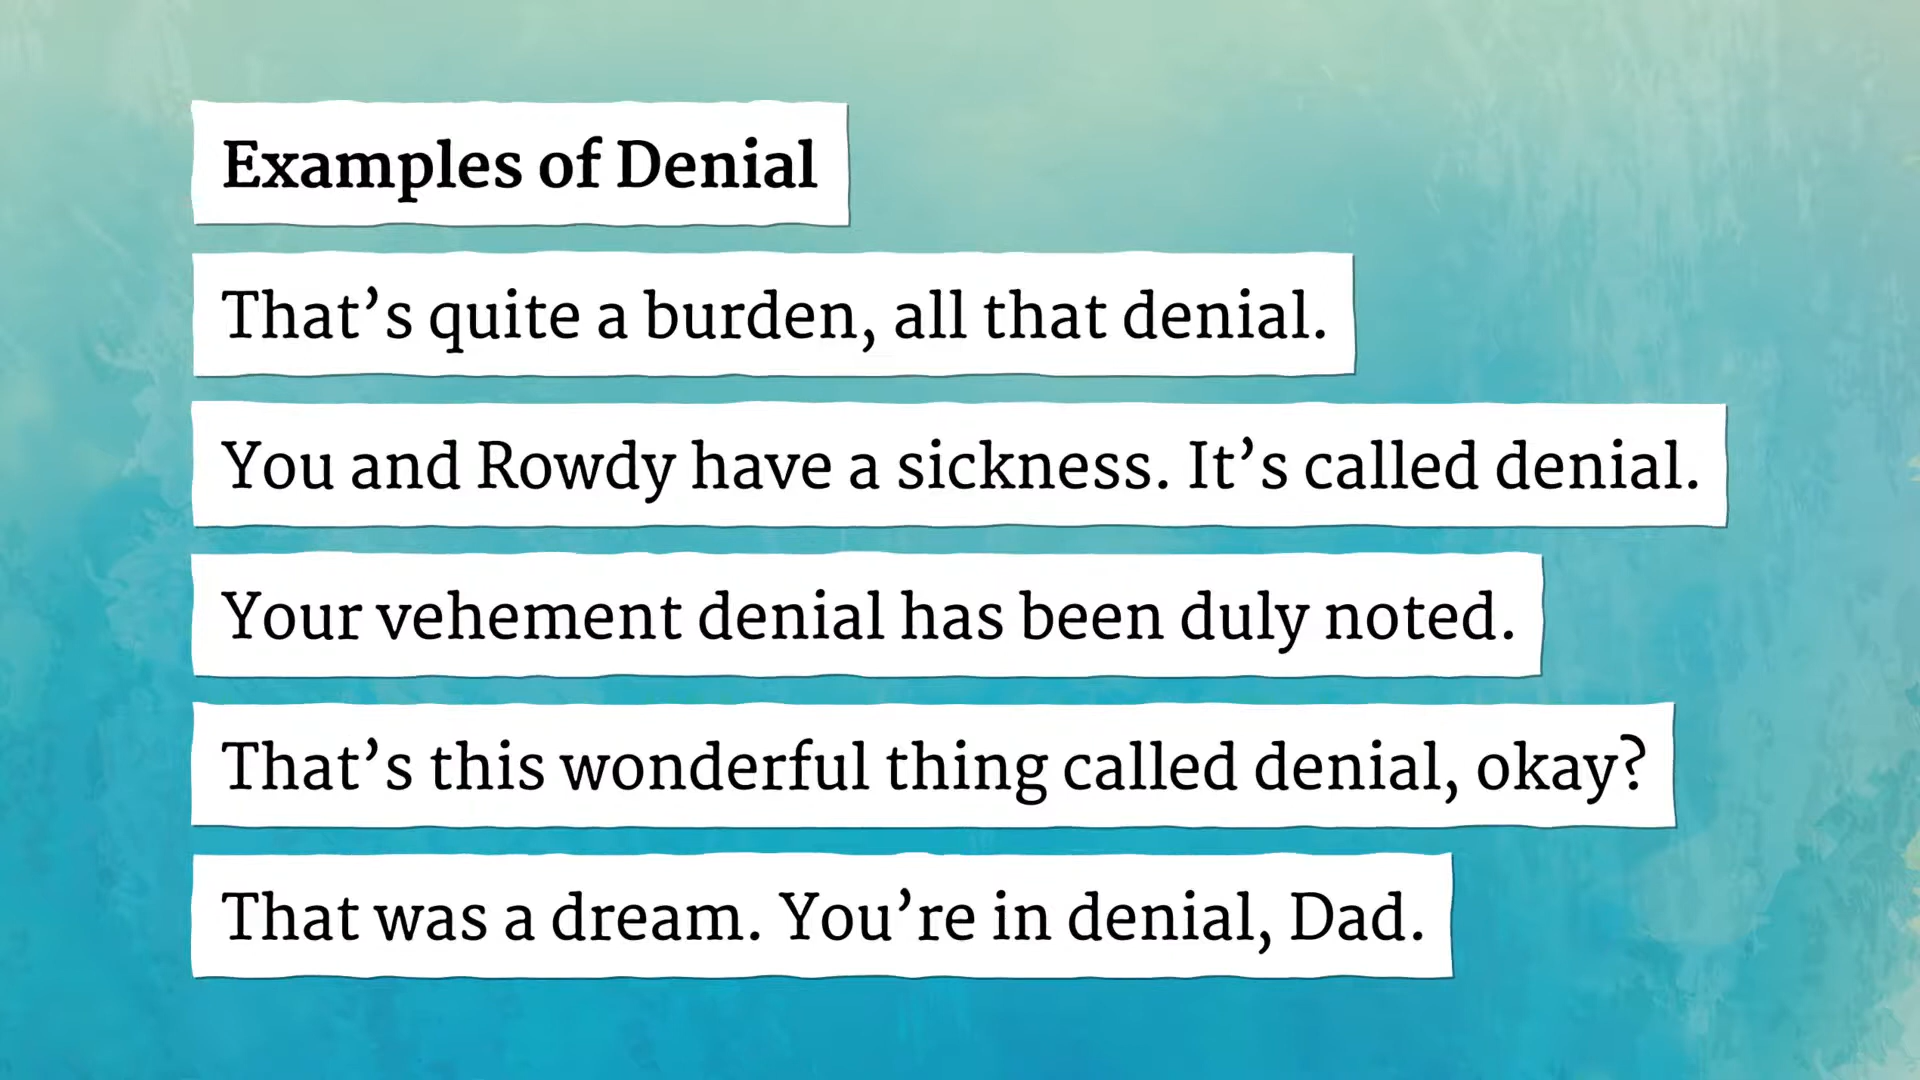 Examples of Denial
That’s quite a burden, all that denial.
You and Rowdy have a sickness. It’s called denial.
Your vehement denial has been duly noted.
That’s this wonderful thing called denial, okay?
That was a dream. You’re in denial, Dad.